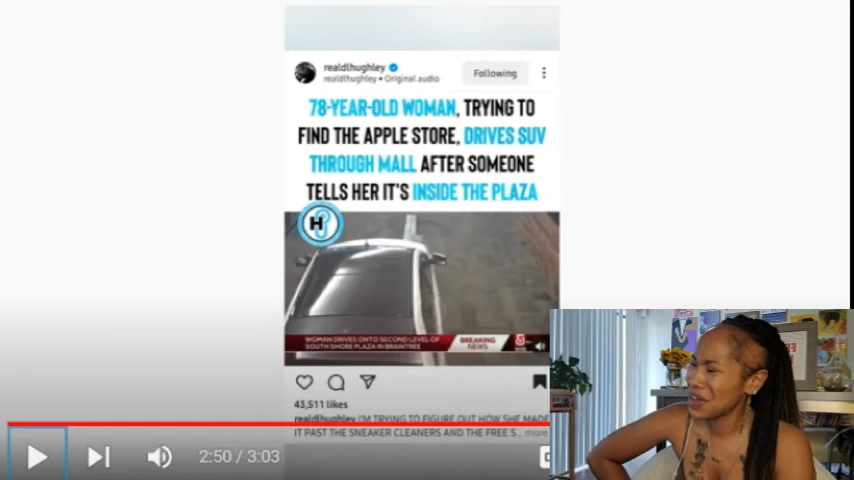 realdlhughley
Following
realdlhughley • Original audio
78-YEAR-OLD WOMAN, TRYING TO
FIND THE APPLE STORE, DRIVES SUV
THROUGH MALL AFTER SOMEONE
TELLS HER IT'S INSIDE THE PLAZA
H
WOMAN DRIVES ONTO SECOND LEVEL OF
SOUTH SHORE PLAZA IN BRAINTREE
BREAKING
NEWS
5
43,511 likes
realdlhughley I'M TRYING TO FIGURE OUT HOW SHE MADE
IT PAST THE SNEAKER CLEANERS AND THE FREE S... more
2:50 / 3:03